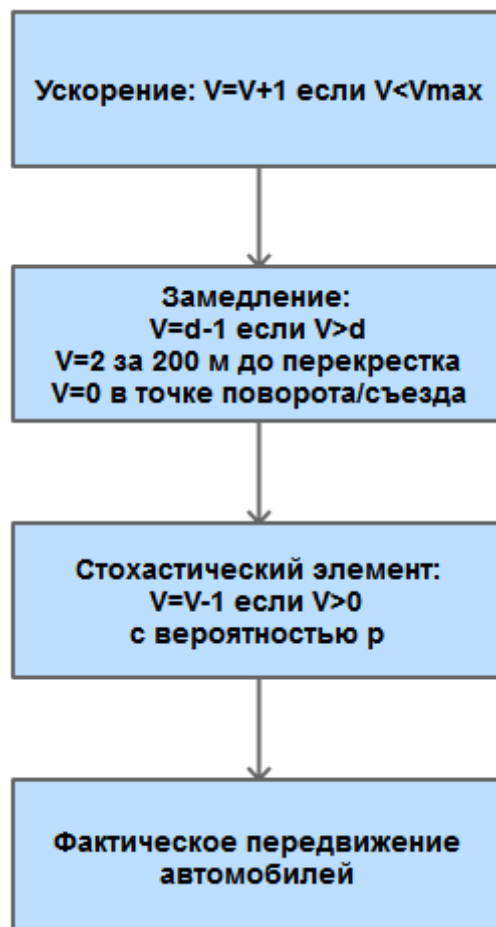 Ускорение: V=V+1 если V<Vmax
Замедление:
V=d-1 если V>d
V=2 за 200 м до перекрестка
V=0 в точке поворота/съезда
Стохастический элемент:
V=V-1 если V>0
с вероятностью p
Фактическое передвижение
автомобилей